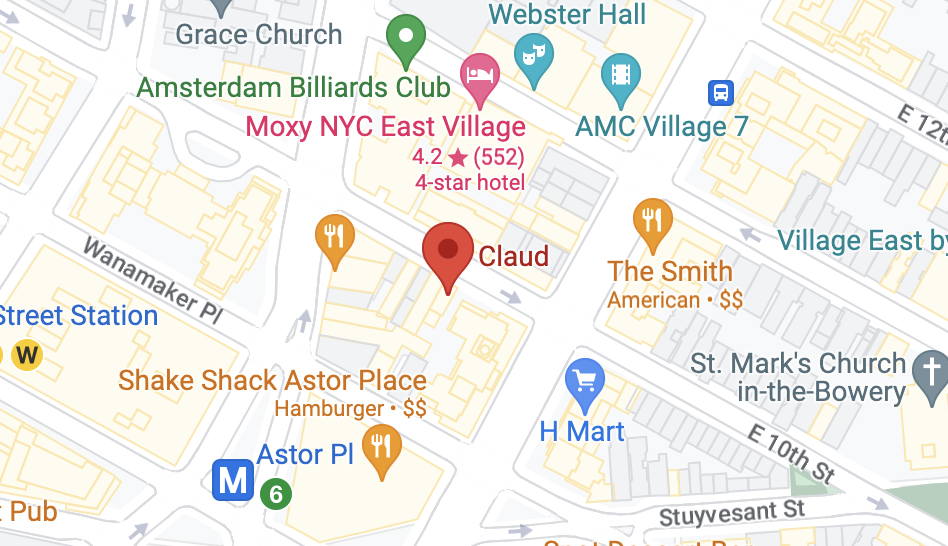 Webster Hall
Grace Church
Amsterdam Billiards Club
Moxy NYC East Village
4.2 ★ (552)
4-star hotel
AMC Village 7
E 12th
Village East by
Claud
The Smith
American • $$
Wanamaker Pl
Street Station
W
St. Mark's Church
in-the-Bowery
Shake Shack Astor Place
Hamburger • $$
H Mart
E 10th St
Astor Pl
M
6
t Pub
Stuyvesant St